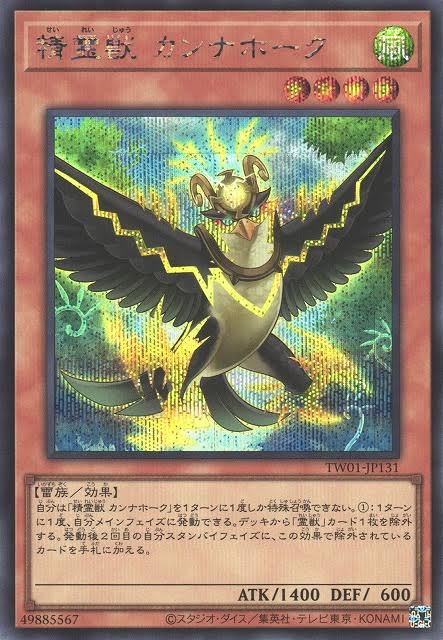 精霊獣 カンナホーク
風
TW01-JP131
【雷族／効果】
自分は「精霊獣 カンナホーク」を１ターンに１度しか特殊召喚できない。①：１ターン
に１度、自分メインフェイズに発動できる。デッキから「霊獣」カード１枚を除外
する。発動後２回目の自分スタンバイフェイズに、この効果で除外されている
カードを手札に加える。
ATK/1400 DEF/ 600
49885567
©スタジオ・ダイス／集英社・テレビ東京・KONAMI